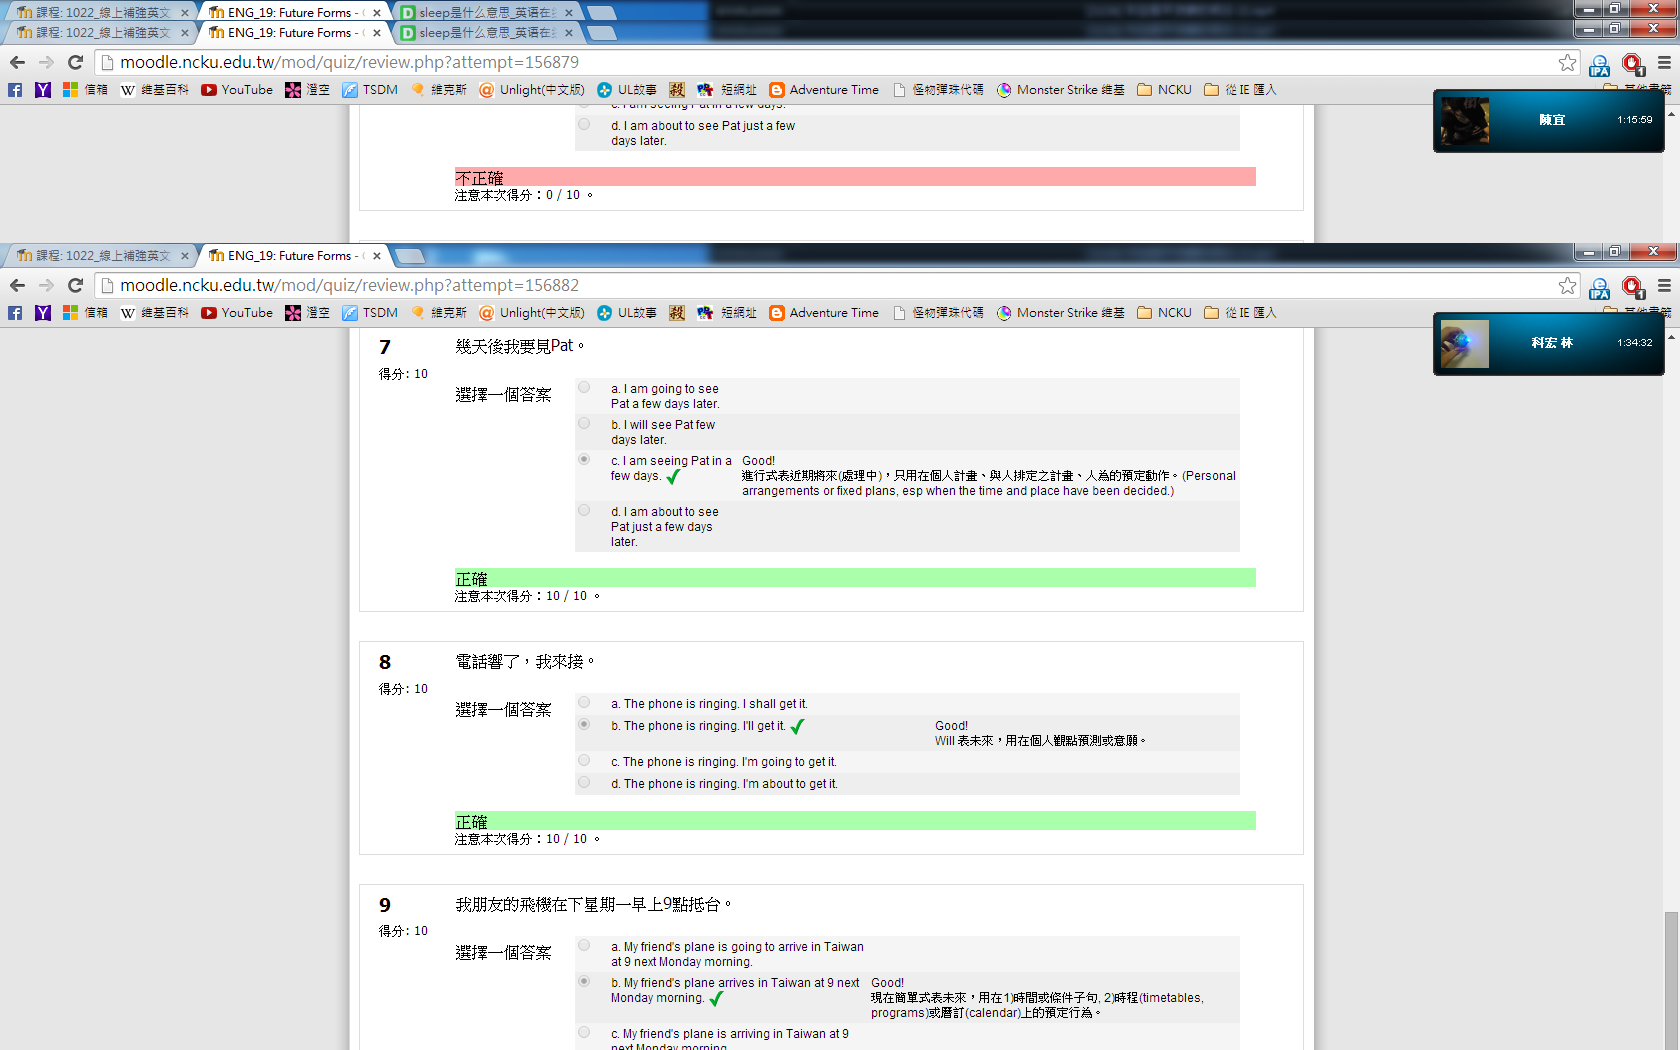 課程: 1022_線上補強英文
ENG_19: Future Forms -
sleep是什么意思_英语在线
課程: 1022_線上補強英文
ENG_19: Future Forms -
sleep是什么意思_英语在
moodle.ncku.edu.tw/mod/quiz/review.php?attempt=156879
信箱 維基百科 YouTube 澄空 TSDM 維克斯 Unlight(中文版) UL故事 殺 短網址 Adventure Time 怪物彈珠代碼 Monster Strike 維基 NCKU 從 IE 匯入 其他書籤
陳宜 1:15:59
c. I am seeing Pat in a few days.
d. I am about to see Pat just a few
days later.
不正確
注意本次得分：0 / 10 。
課程: 1022_線上補強英文
ENG_19: Future Forms -
moodle.ncku.edu.tw/mod/quiz/review.php?attempt=156882
信箱 維基百科 YouTube 澄空 TSDM 維克斯 Unlight(中文版) UL故事 殺 短網址 Adventure Time 怪物彈珠代碼 Monster Strike 維基 NCKU 從 IE 匯入 其他書籤
科宏 林 1:34:32
7 幾天後我要見Pat。
得分: 10
選擇一個答案
a. I am going to see
Pat a few days later.
b. I will see Pat few
days later.
c. I am seeing Pat in a
few days.
Good!
進行式表近期將來(處理中)，只用在個人計畫、與人排定之計畫、人為的預定動作。(Personal
arrangements or fixed plans, esp when the time and place have been decided.)
d. I am about to see
Pat just a few days
later.
正確
注意本次得分：10 / 10 。
8 電話響了，我來接。
得分: 10
選擇一個答案
a. The phone is ringing. I shall get it.
b. The phone is ringing. I'll get it.
Good!
Will 表未來，用在個人觀點預測或意願。
c. The phone is ringing. I'm going to get it.
d. The phone is ringing. I'm about to get it.
正確
注意本次得分：10 / 10 。
9 我朋友的飛機在下星期一早上9點抵台。
得分: 10
選擇一個答案
a. My friend's plane is going to arrive in Taiwan
at 9 next Monday morning.
b. My friend's plane arrives in Taiwan at 9 next
Monday morning.
Good!
現在簡單式表未來，用在1)時間或條件子句, 2)時程(timetables,
programs)或曆訂(calendar)上的預定行為。
c. My friend's plane is arriving in Taiwan at 9
next Monday morning.